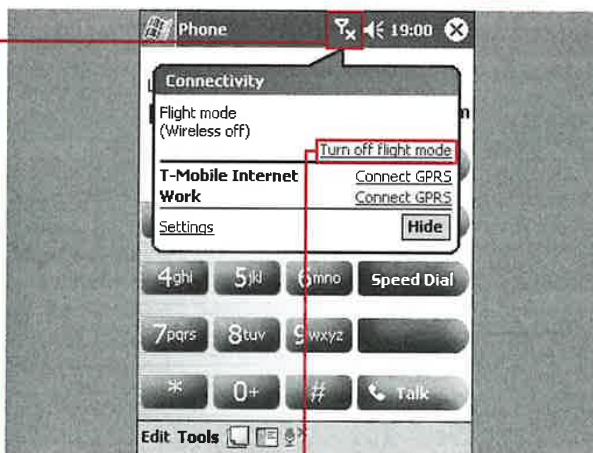 Phone 19:00
Connectivity
Flight mode
(Wireless off)
Turn off flight mode
T-Mobile Internet Connect GPRS
Work Connect GPRS
Settings Hide
4ghi 5jkl 6mno Speed Dial
7pqrs 8tuv 9wxyz
* 0+ # Talk
Edit Tools